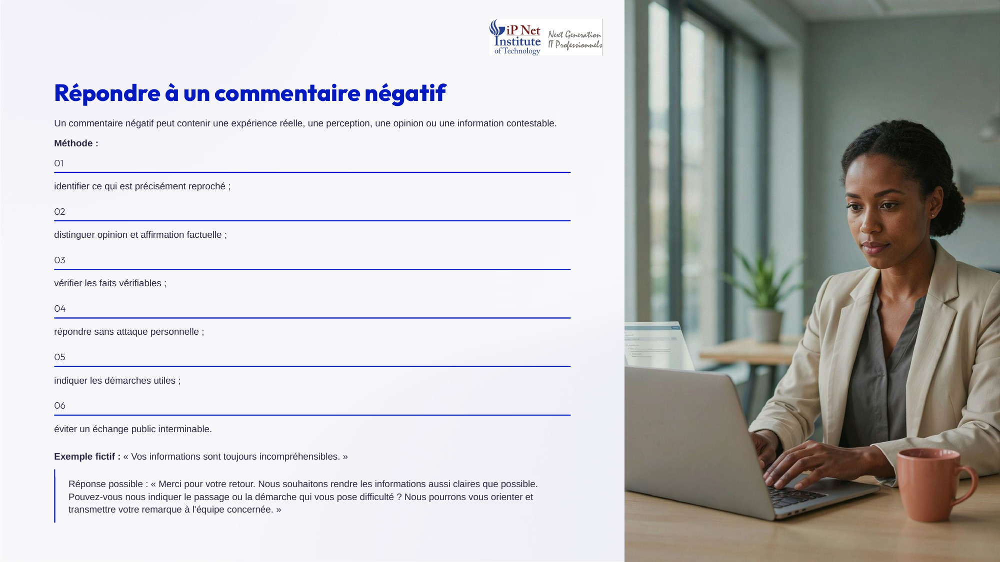 iP Net
Institute
of Technology
Next Generation
IT Professionnels
Répondre à un commentaire négatif
Un commentaire négatif peut contenir une expérience réelle, une perception, une opinion ou une information contestable.
Méthode :
01
identifier ce qui est précisément reproché ;
02
distinguer opinion et affirmation factuelle ;
03
vérifier les faits vérifiables ;
04
répondre sans attaque personnelle ;
05
indiquer les démarches utiles ;
06
éviter un échange public interminable.
Exemple fictif : « Vos informations sont toujours incompréhensibles. »
Réponse possible : « Merci pour votre retour. Nous souhaitons rendre les informations aussi claires que possible.
Pouvez-vous nous indiquer le passage ou la démarche qui vous pose difficulté ? Nous pourrons vous orienter et
transmettre votre remarque à l'équipe concernée. »